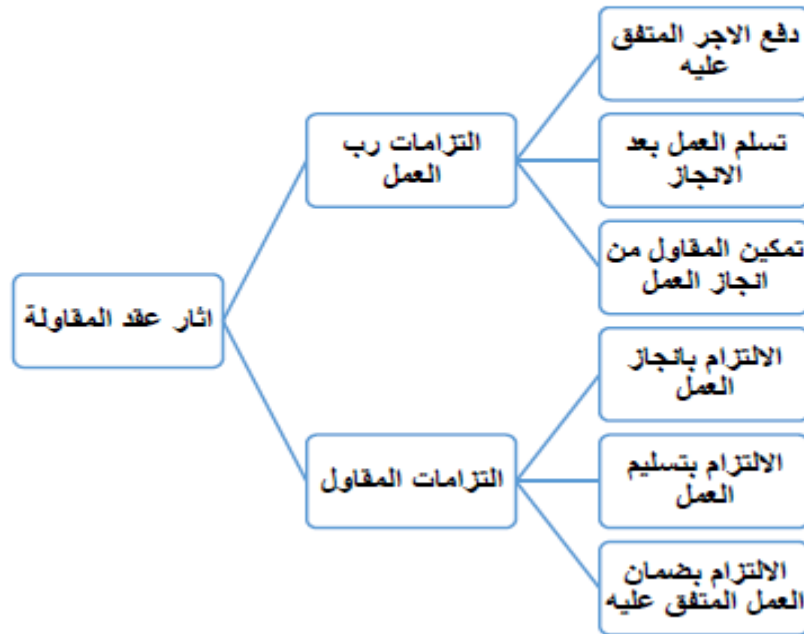 اثار عقد المقاولة
التزامات رب
العمل
دفع الاجر المتفق
عليه
تسلم العمل بعد
الانجاز
تمكين المقاول من
انجاز العمل
التزامات المقاول
الالتزام بانجاز
العمل
الالتزام بتسليم
العمل
الالتزام بضمان
العمل المتفق عليه